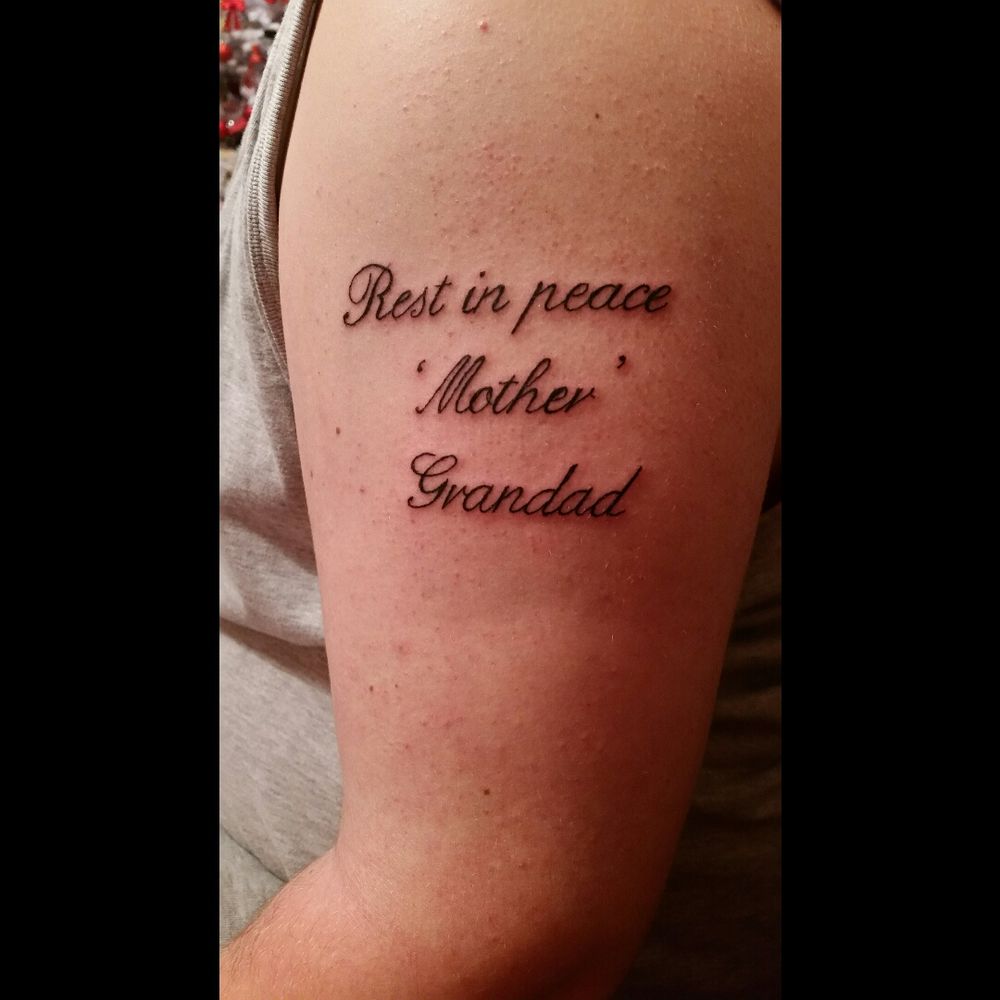 Rest in peace
‘Mother’
Grandad